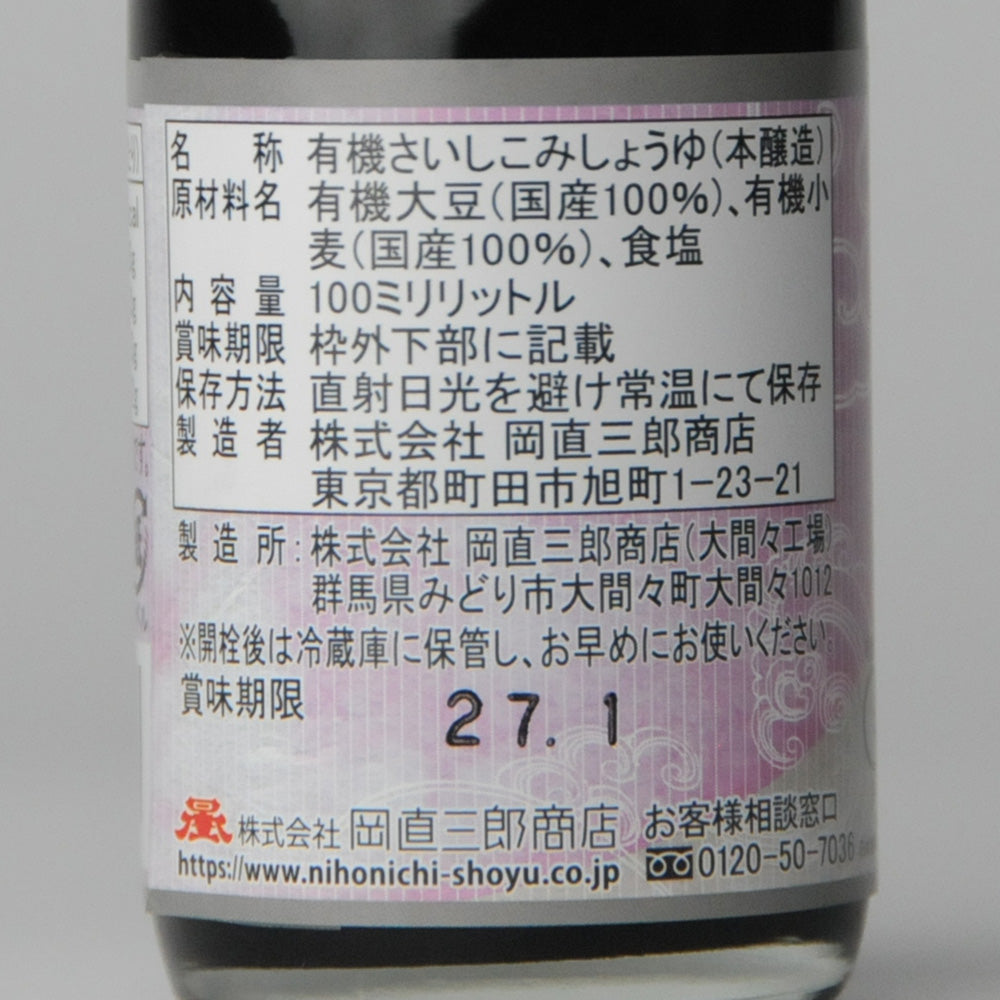 名称 有機さいしこみしょうゆ(本醸造)
原材料名 有機大豆(国産100%)、有機小
麦(国産100%)、食塩
内容量 100ミリリットル
賞味期限 枠外下部に記載
保存方法 直射日光を避け常温にて保存
製造者 株式会社 岡直三郎商店
東京都町田市旭町1-23-21
製造所:株式会社 岡直三郎商店(大間々工場)
群馬県みどり市大間々町大間々1012
※開栓後は冷蔵庫に保管し、お早めにお使いください。
賞味期限 27.1
株式会社 岡直三郎商店 お客様相談窓口
https://www.nihonichi-shoyu.co.jp 0120-50-7036